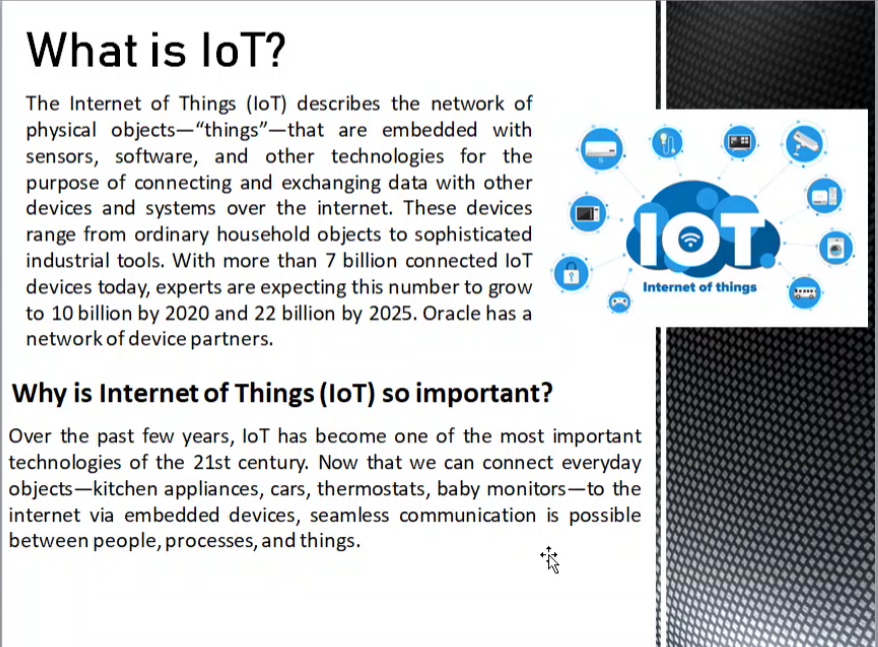 What is IoT?
The Internet of Things (IoT) describes the network of
physical objects—“things”—that are embedded with
sensors, software, and other technologies for the
purpose of connecting and exchanging data with other
devices and systems over the internet. These devices
range from ordinary household objects to sophisticated
industrial tools. With more than 7 billion connected IoT
devices today, experts are expecting this number to grow
to 10 billion by 2020 and 22 billion by 2025. Oracle has a
network of device partners.
IOT
Internet of things
Why is Internet of Things (IoT) so important?
Over the past few years, IoT has become one of the most important
technologies of the 21st century. Now that we can connect everyday
objects—kitchen appliances, cars, thermostats, baby monitors—to the
internet via embedded devices, seamless communication is possible
between people, processes, and things.